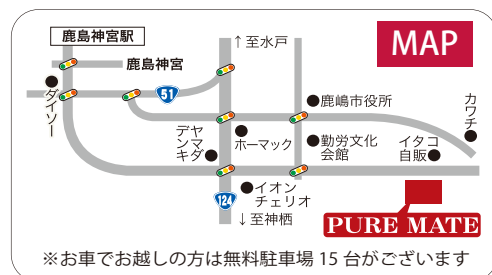 鹿島神宮駅
↑至水戸
MAP
鹿島神宮
●ダイソー
51
●鹿嶋市役所
カワチ●
デンキ
ヤマダ●
●ホーマック
●勤労文化
会館
イタコ
自販●
●イオン
チェリオ
124
↓至神栖
PURE MATE
※お車でお越しの方は無料駐車場15台がございます